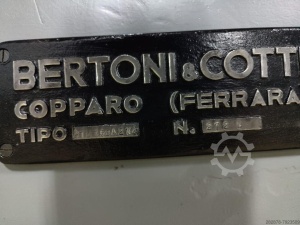 BERTONI & COTT
COPPARO (FERRARA
TIPO
N.